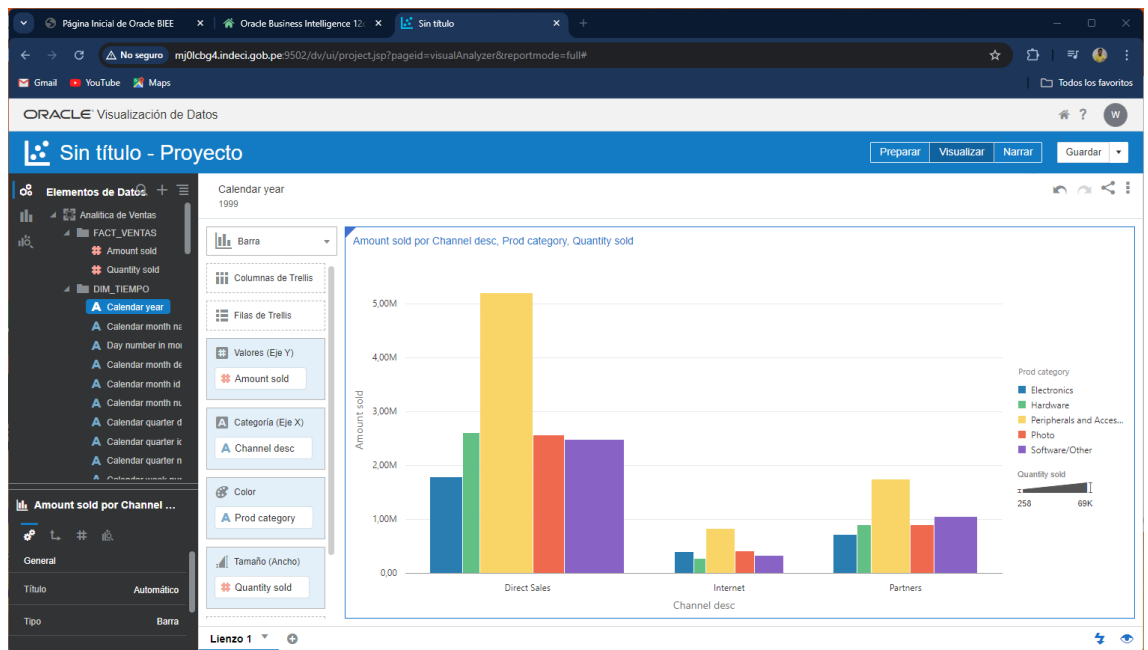 Página Inicial de Oracle BIEE
Oracle Business Intelligence 12c
Sin título
No seguro
mj0lcbg4.indeci.gob.pe:9502/dv/ui/project.jsp?pageid=visualAnalyzer&reportmode=full#
Gmail
YouTube
Maps
Todos los favoritos
ORACLE Visualización de Datos
?
W
Sin título - Proyecto
Preparar
Visualizar
Narrar
Guardar
Elementos de Datos
Analítica de Ventas
FACT_VENTAS
Amount sold
Quantity sold
DIM_TIEMPO
Calendar year
Calendar month na
Day number in mon
Calendar month de
Calendar month id
Calendar month nu
Calendar quarter d
Calendar quarter ic
Calendar quarter n
Calendar week num
Amount sold por Channel ...
General
Título
Automático
Tipo
Barra
Calendar year
1999
Barra
Columnas de Trellis
Filas de Trellis
Valores (Eje Y)
Amount sold
Categoría (Eje X)
Channel desc
Color
Prod category
Tamaño (Ancho)
Quantity sold
Amount sold por Channel desc, Prod category, Quantity sold
Amount sold
5,00M
4,00M
3,00M
2,00M
1,00M
0,00
Direct Sales
Internet
Partners
Channel desc
Prod category
Electronics
Hardware
Peripherals and Acces...
Photo
Software/Other
Quantity sold
258
69K
Lienzo 1